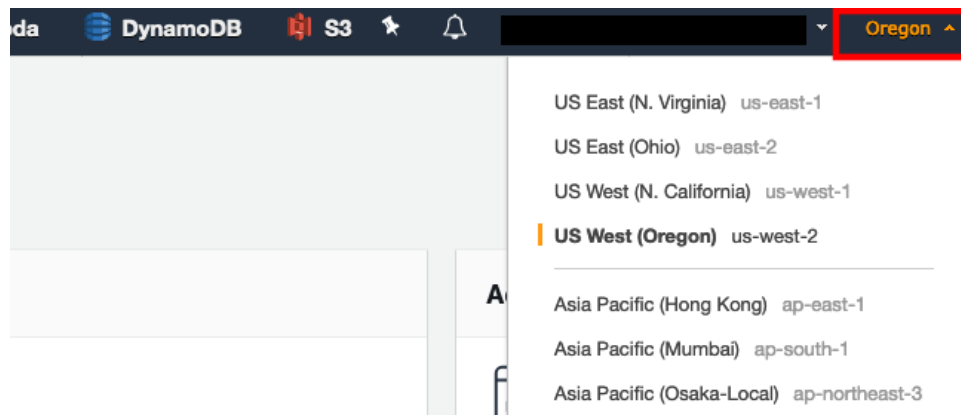 da DynamoDB S3 Oregon
US East (N. Virginia) us-east-1
US East (Ohio) us-east-2
US West (N. California) us-west-1
US West (Oregon) us-west-2
Asia Pacific (Hong Kong) ap-east-1
A
Asia Pacific (Mumbai) ap-south-1
Asia Pacific (Osaka-Local) ap-northeast-3